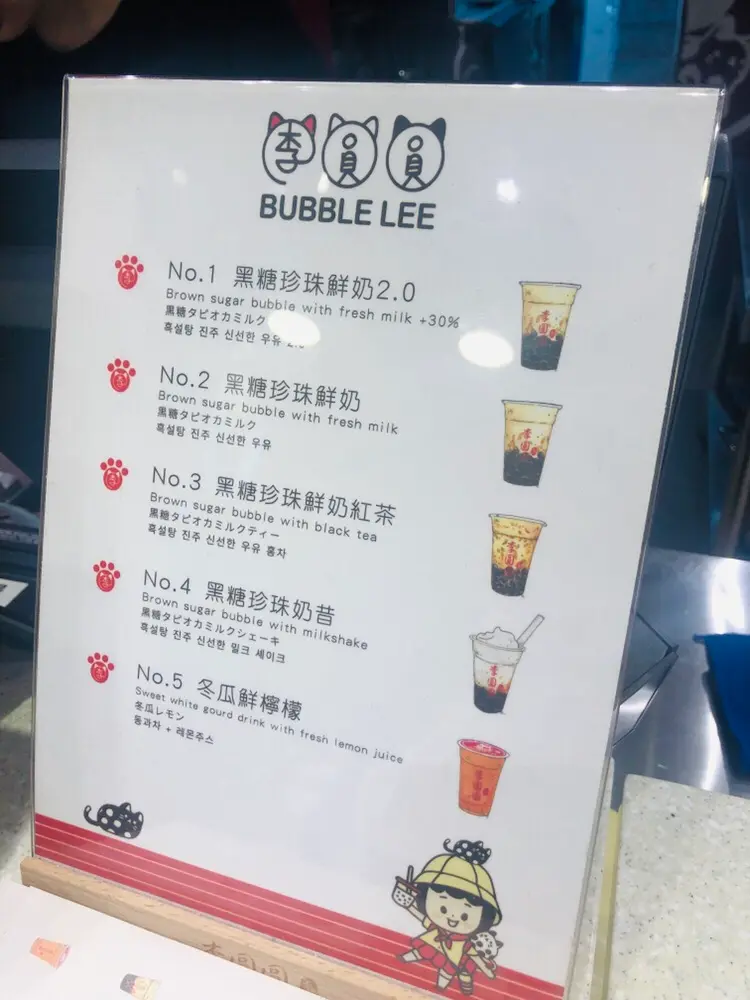 李圓圓
BUBBLE LEE
No.1 黑糖珍珠鮮奶2.0
Brown sugar bubble with fresh milk +30%
黒糖タピオカミルク
흑설탕 진주 신선한 우유 2.0
No.2 黑糖珍珠鮮奶
Brown sugar bubble with fresh milk
黒糖タピオカミルク
흑설탕 진주 신선한 우유
No.3 黑糖珍珠鮮奶紅茶
Brown sugar bubble with black tea
黒糖タピオカミルクティー
흑설탕 진주 신선한 우유 홍차
No.4 黑糖珍珠奶昔
Brown sugar bubble with milkshake
黒糖タピオカミルクシェーキ
흑설탕 진주 신선한 밀크 셰이크
No.5 冬瓜鮮檸檬
Sweet white gourd drink with fresh lemon juice
冬瓜レモン
동과차 + 레몬주스
李圓圓